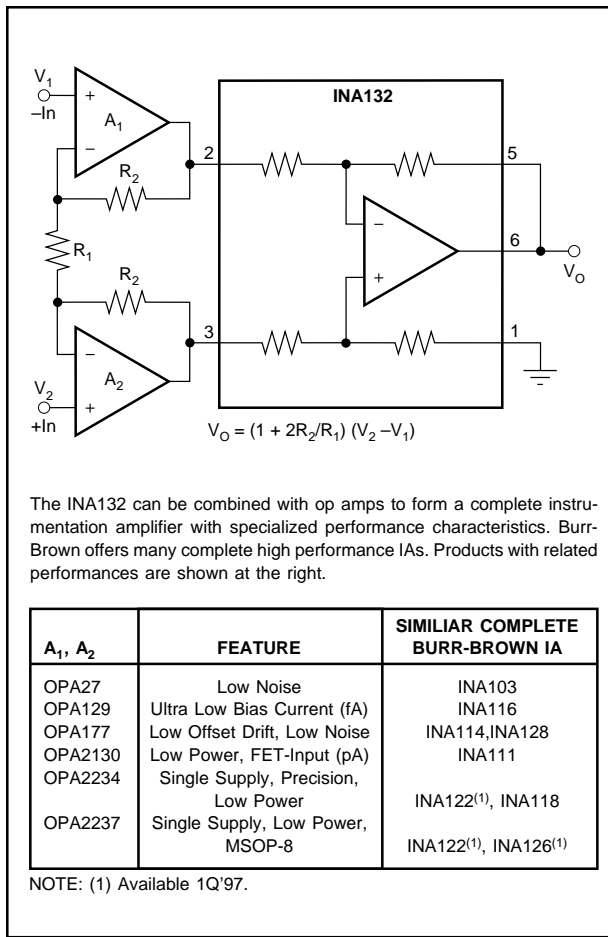 INA132
V1
–In
+
A1
–
R2
2
5
R1
–
6
+
VO
R2
3
1
–
A2
V2
+
+In
VO = (1 + 2R2/R1) (V2 –V1)
The INA132 can be combined with op amps to form a complete instru-
mentation amplifier with specialized performance characteristics. Burr-
Brown offers many complete high performance IAs. Products with related
performances are shown at the right.
SIMILIAR COMPLETE
A1, A2 FEATURE BURR-BROWN IA
OPA27 Low Noise INA103
OPA129 Ultra Low Bias Current (fA) INA116
OPA177 Low Offset Drift, Low Noise INA114,INA128
OPA2130 Low Power, FET-Input (pA) INA111
OPA2234 Single Supply, Precision,
Low Power INA122(1), INA118
OPA2237 Single Supply, Low Power,
MSOP-8 INA122(1), INA126(1)
NOTE: (1) Available 1Q'97.